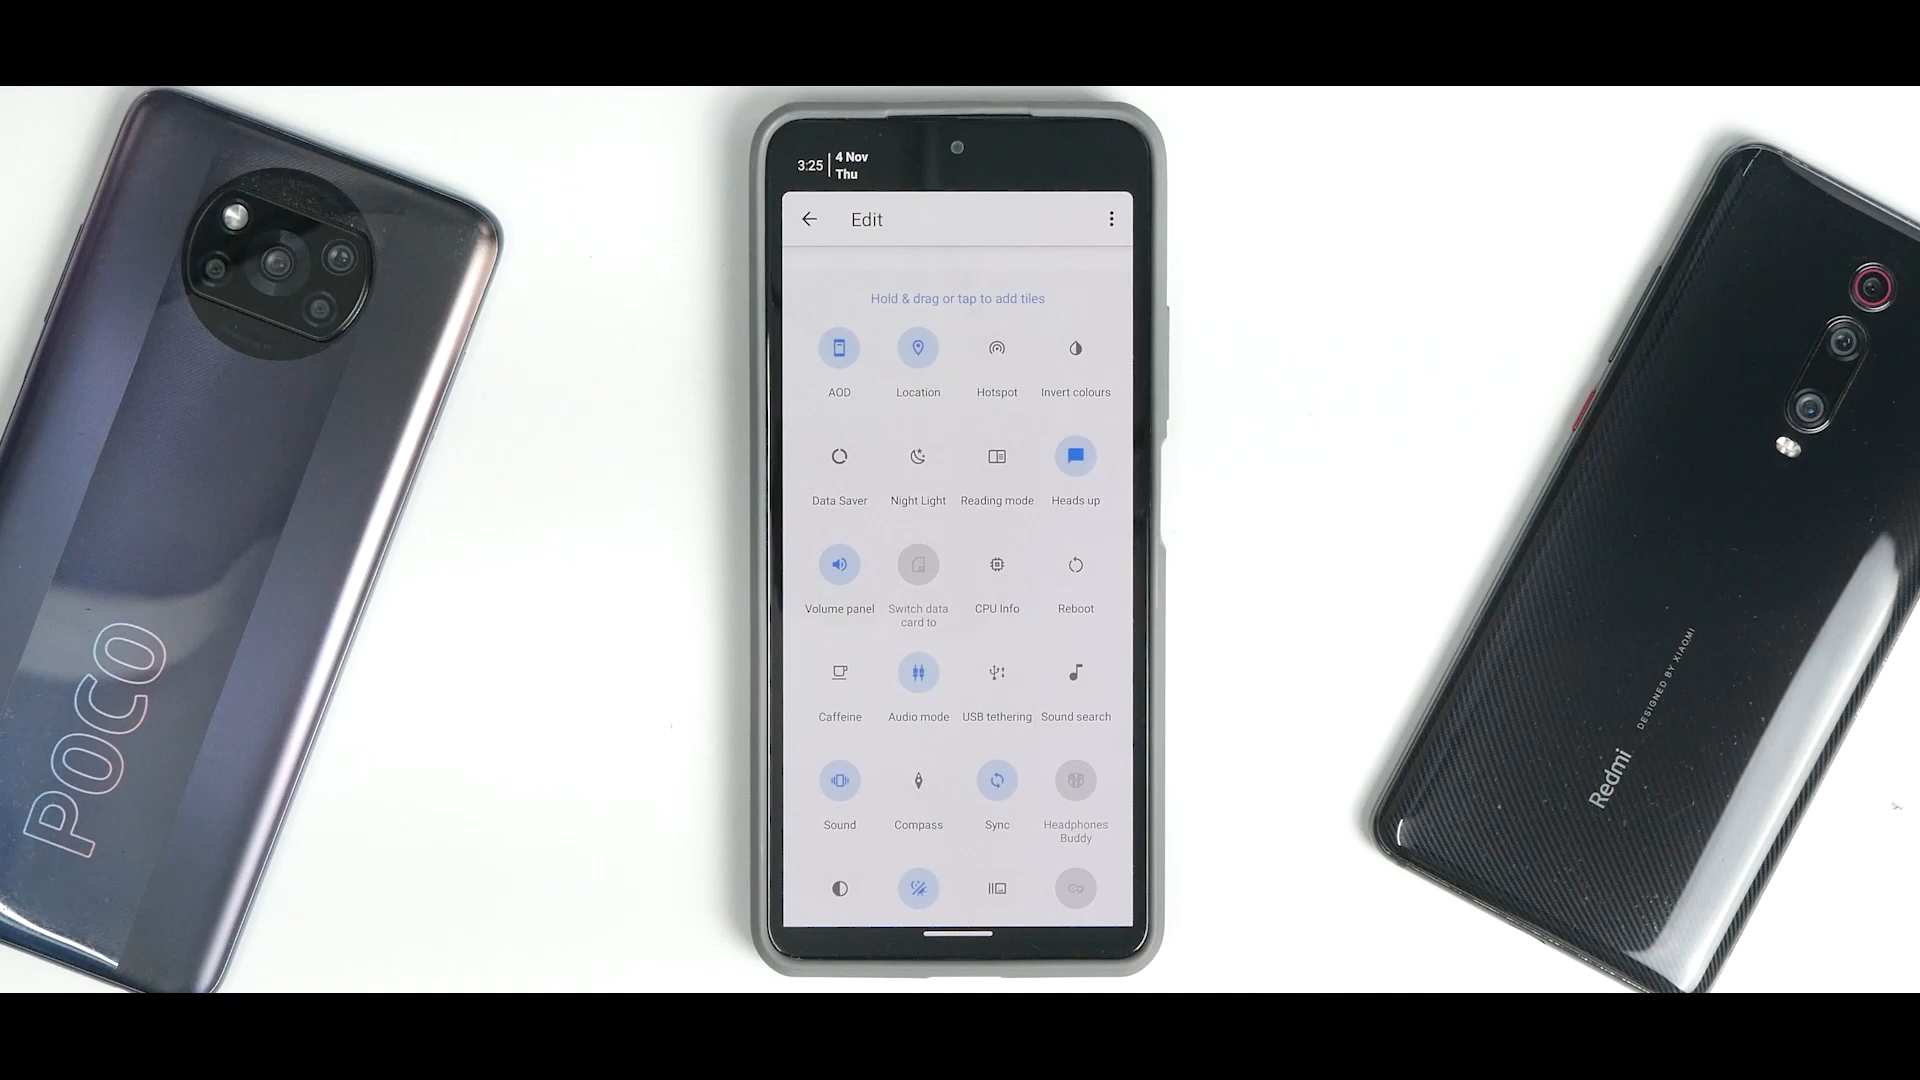 3:25
4 Nov
Thu
Edit
Hold & drag or tap to add tiles
AOD
Location
Hotspot
Invert colours
Data Saver
Night Light
Reading mode
Heads up
Volume panel
Switch data
card to
CPU Info
Reboot
Caffeine
Audio mode
USB tethering
Sound search
Sound
Compass
Sync
Headphones
Buddy
POCO
Redmi
DESIGNED BY XIAOMI